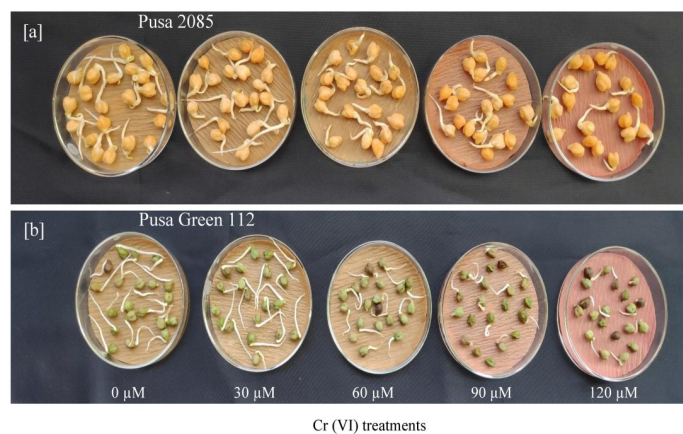 [a]
Pusa 2085
[b]
Pusa Green 112
0 µM 30 µM 60 µM 90 µM 120 µM
Cr (VI) treatments